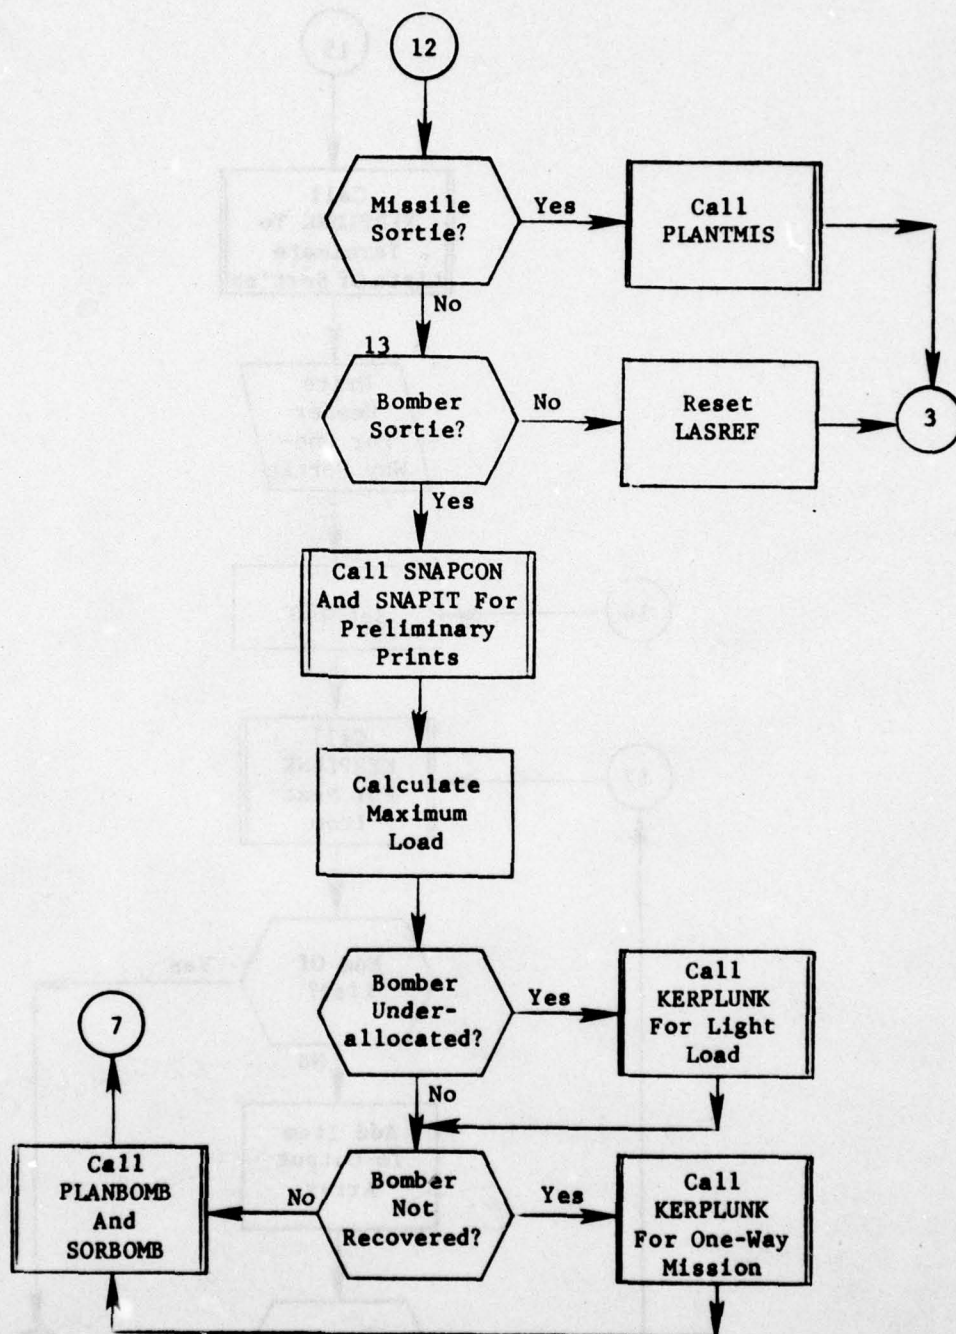 12
Missile
Sortie?
Yes
Call
PLANTMIS
No
13
Bomber
Sortie?
No
Reset
LASREF
3
Yes
Call SNAPCON
And SNAPIT For
Preliminary
Prints
Calculate
Maximum
Load
Bomber
Under-
allocated?
Yes
Call
KERPLUNK
For Light
Load
No
7
Call
PLANBOMB
And
SORBOMB
No
Bomber
Not
Recovered?
Yes
Call
KERPLUNK
For One-Way
Mission